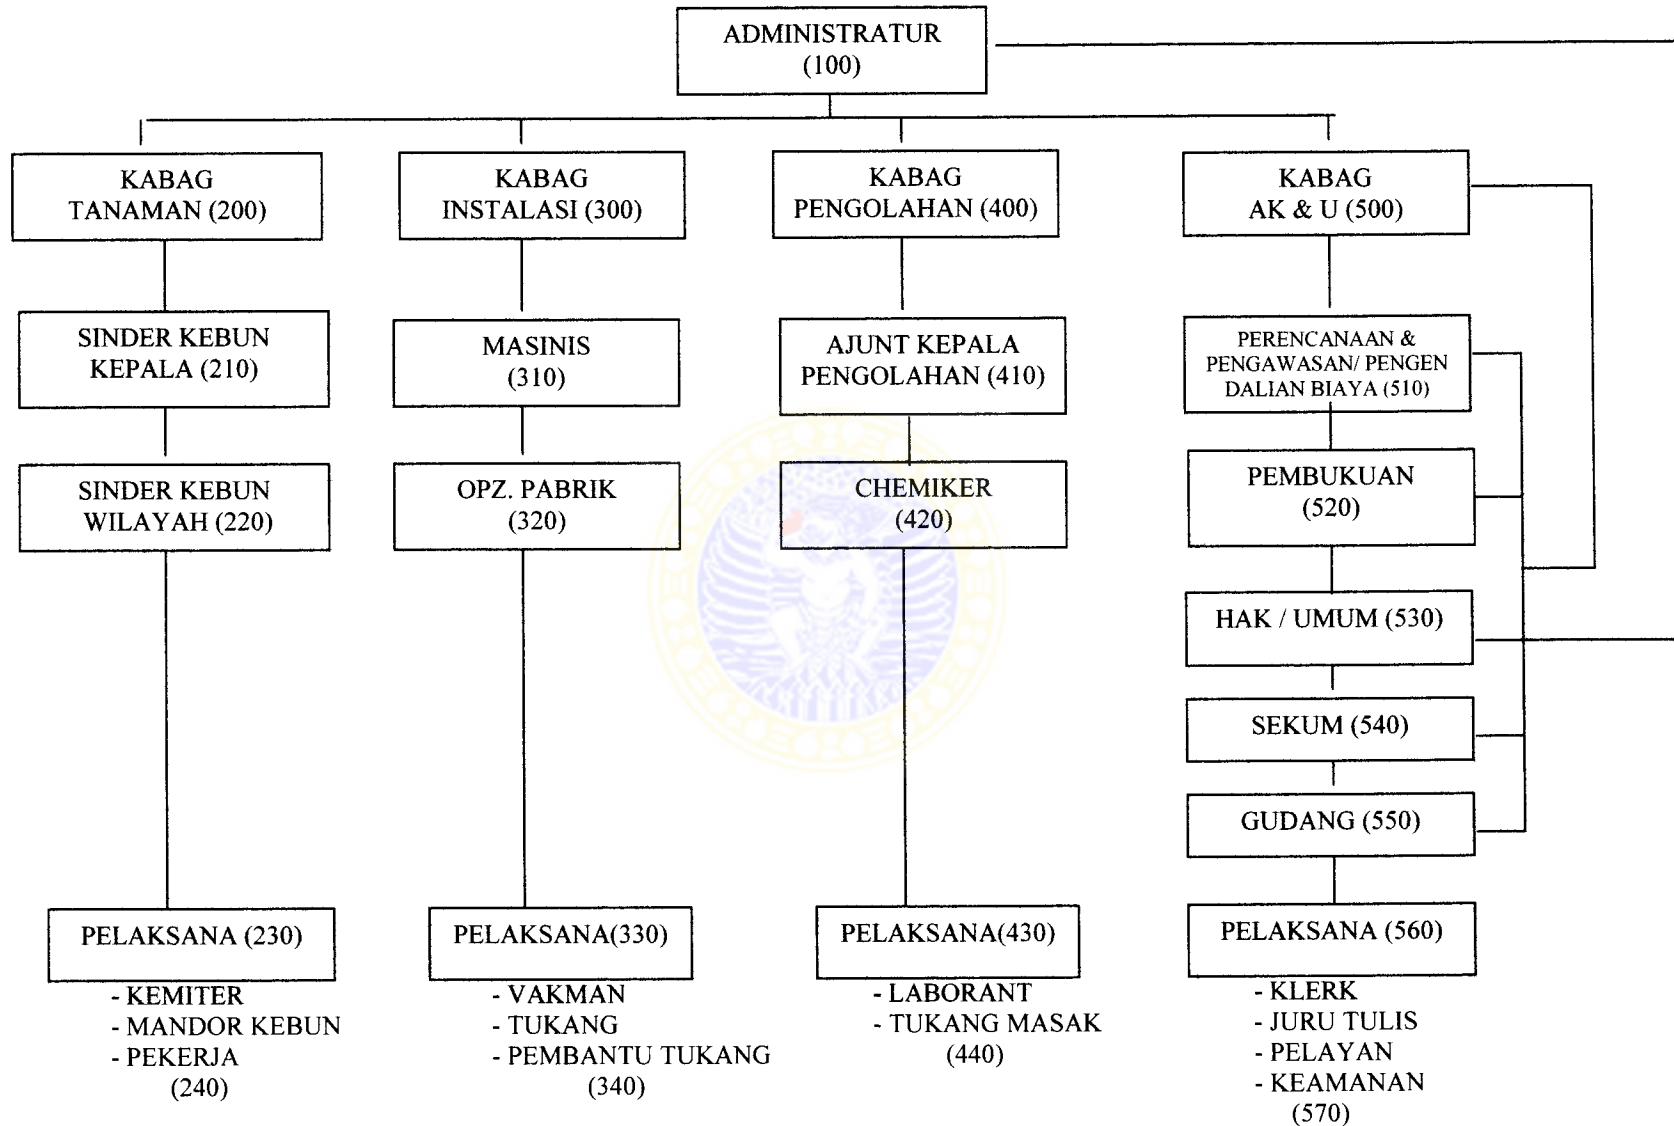 ADMINISTRATUR
(100)
KABAG
TANAMAN (200)
KABAG
INSTALASI (300)
KABAG
PENGOLAHAN (400)
KABAG
AK & U (500)
SINDER KEBUN
KEPALA (210)
MASINIS
(310)
AJUNT KEPALA
PENGOLAHAN (410)
PERENCANAAN &
PENGAWASAN/ PENGEN
DALIAN BIAYA (510)
SINDER KEBUN
WILAYAH (220)
OPZ. PABRIK
(320)
CHEMIKER
(420)
PEMBUKUAN
(520)
HAK / UMUM (530)
SEKUM (540)
GUDANG (550)
PELAKSANA (230)
- KEMITER
- MANDOR KEBUN
- PEKERJA
(240)
PELAKSANA(330)
- VAKMAN
- TUKANG
- PEMBANTU TUKANG
(340)
PELAKSANA(430)
- LABORANT
- TUKANG MASAK
(440)
PELAKSANA (560)
- KLERK
- JURU TULIS
- PELAYAN
- KEAMANAN
(570)